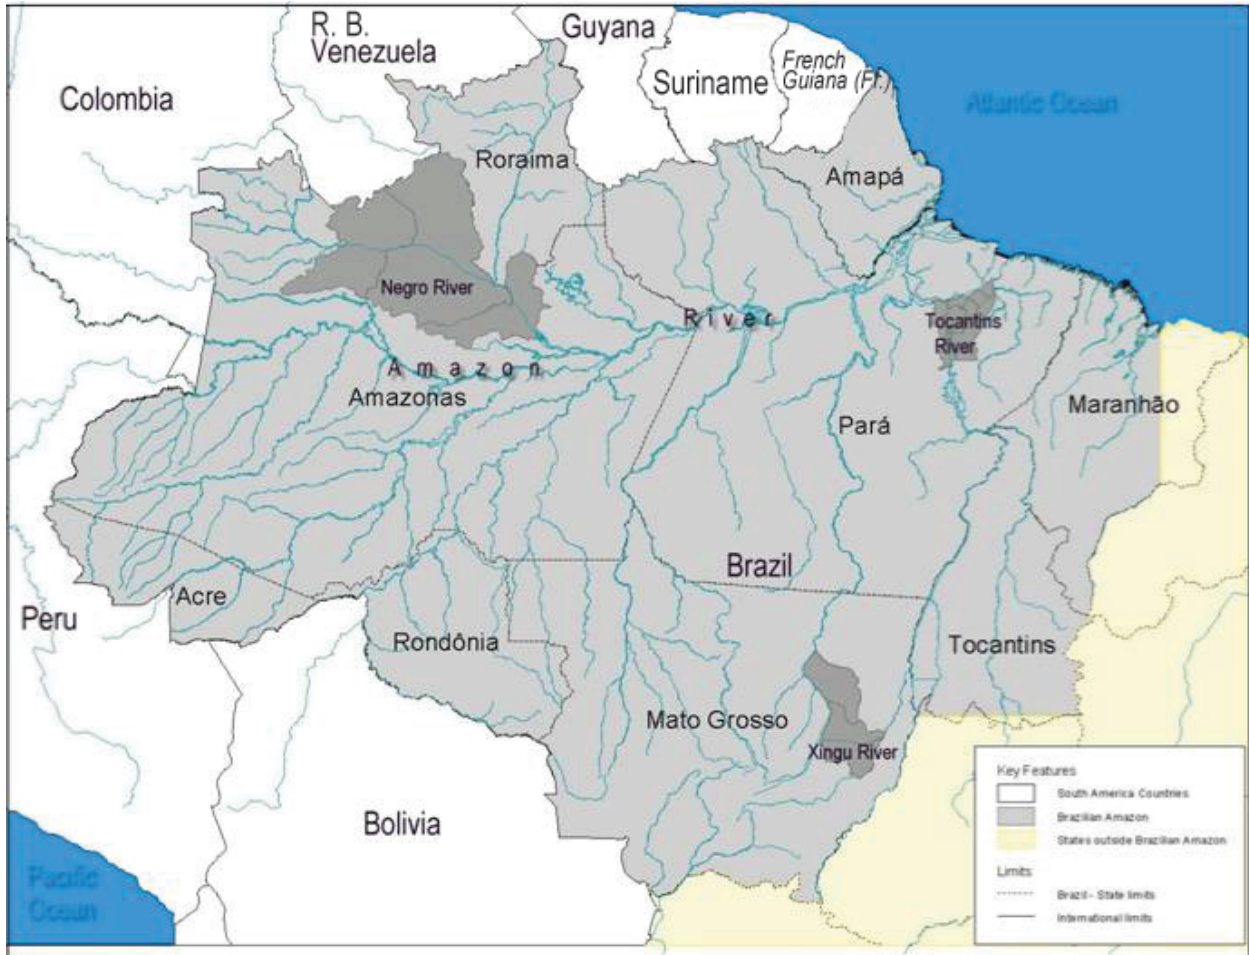 R. B.
Venezuela
Guyana
Suriname
French
Guiana (Fr.)
Colombia
Atlantic Ocean
Roraima
Amapá
Negro River
River
Tocantins
River
Amazon
Amazonas
Maranhão
Pará
Brazil
Acre
Peru
Rondônia
Tocantins
Mato Grosso
Xingu River
Bolivia
Pacific
Ocean
Key Features
South America Countries
Brazilian Amazon
States outside Brazilian Amazon
Limits
Brazil - State limits
International limits